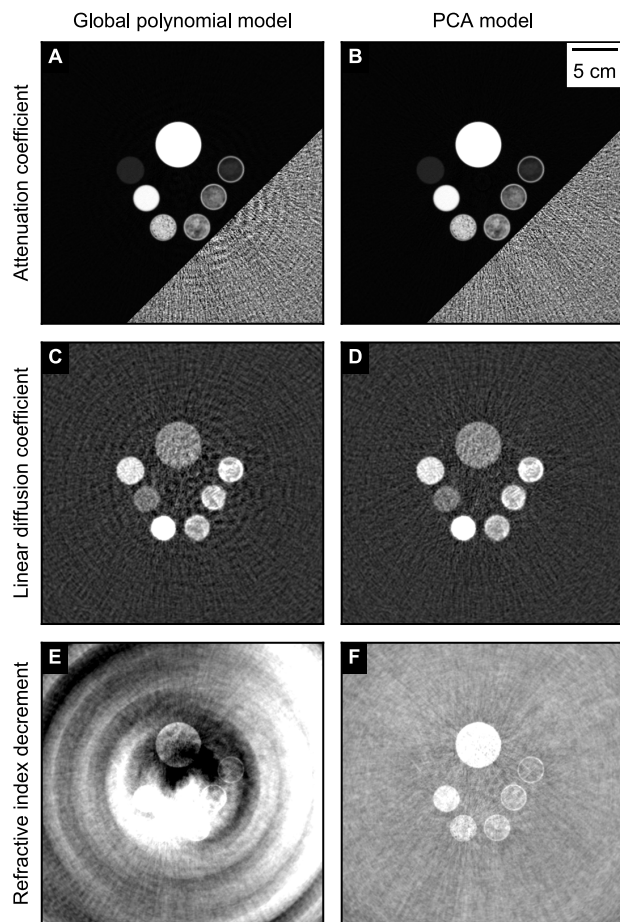 Global polynomial model
PCA model
Attenuation coefficient
A
B
5 cm
Linear diffusion coefficient
C
D
Refractive index decrement
E
F